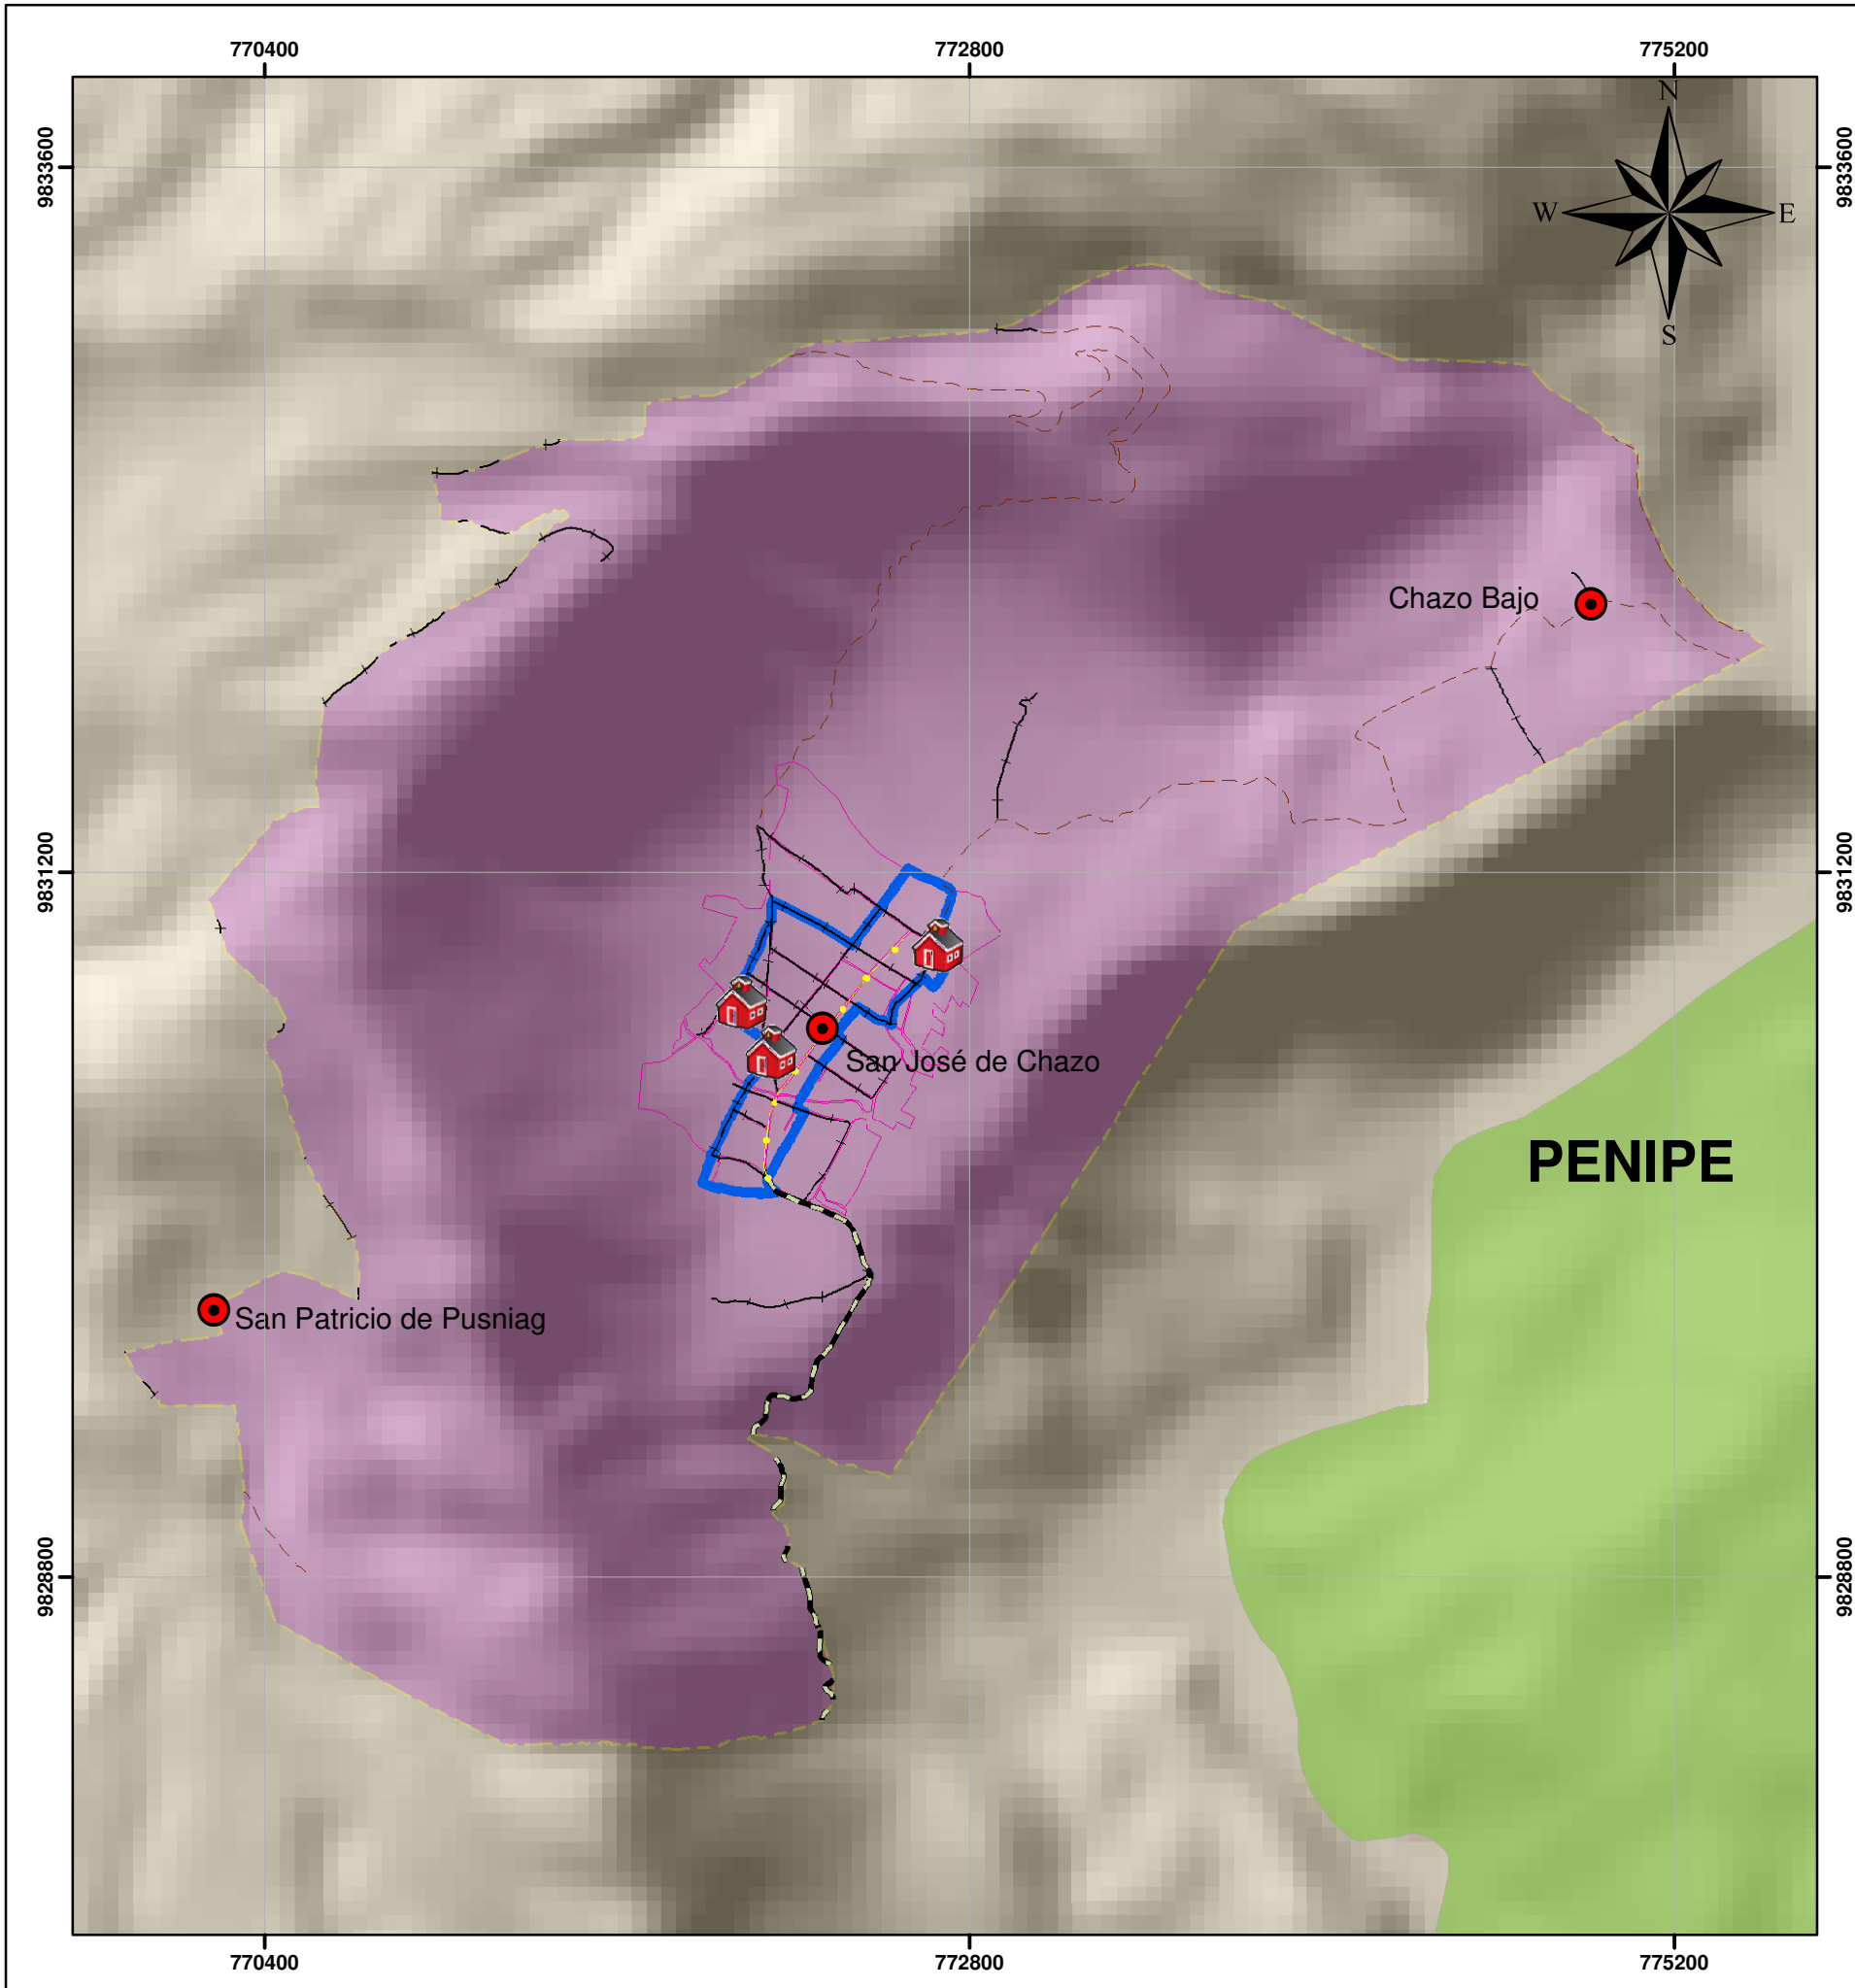 770400 772800 775200
N
9833600 9833600
W E
S
Chazo Bajo
9831200 9831200
San José de Chazo
PENIPE
San Patricio de Pusniag
9828800 9828800
770400 772800 775200